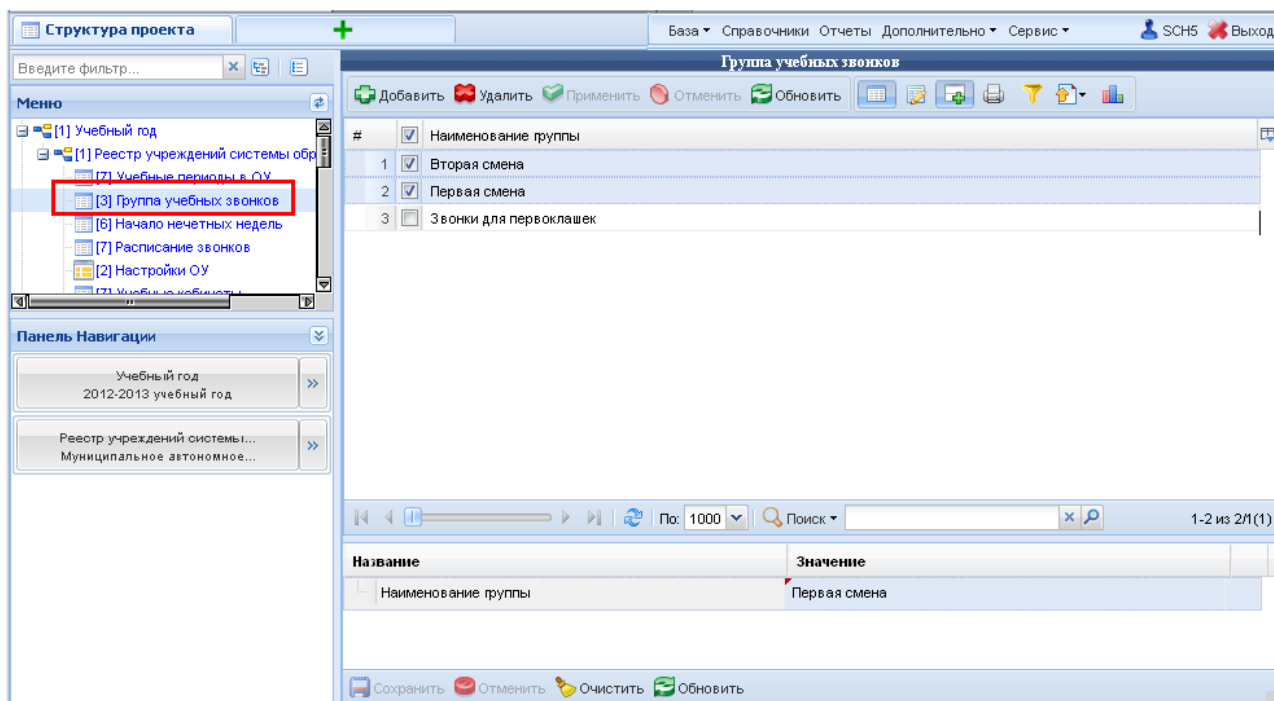 Структура проекта
База Справочники Отчеты Дополнительно Сервис SCH5 Выход
Введите фильтр...
Группа учебных звонков
Меню
Добавить Удалить Применить Отменить Обновить
[1] Учебный год
[1] Реестр учреждений системы обр
[7] Учебные периоды в ОУ
[3] Группа учебных звонков
[6] Начало нечетных недель
[7] Расписание звонков
[2] Настройки ОУ
[7] Учебные кабинеты
# Наименование группы
1 Вторая смена
2 Первая смена
3 Звонки для первоклашек
Панель Навигации
Учебный год
2012-2013 учебный год
Реестр учреждений системы...
Муниципальное автономное...
По: 1000 Поиск 1-2 из 2/1(1)
Название Значение
Наименование группы Первая смена
Сохранить Отменить Очистить Обновить